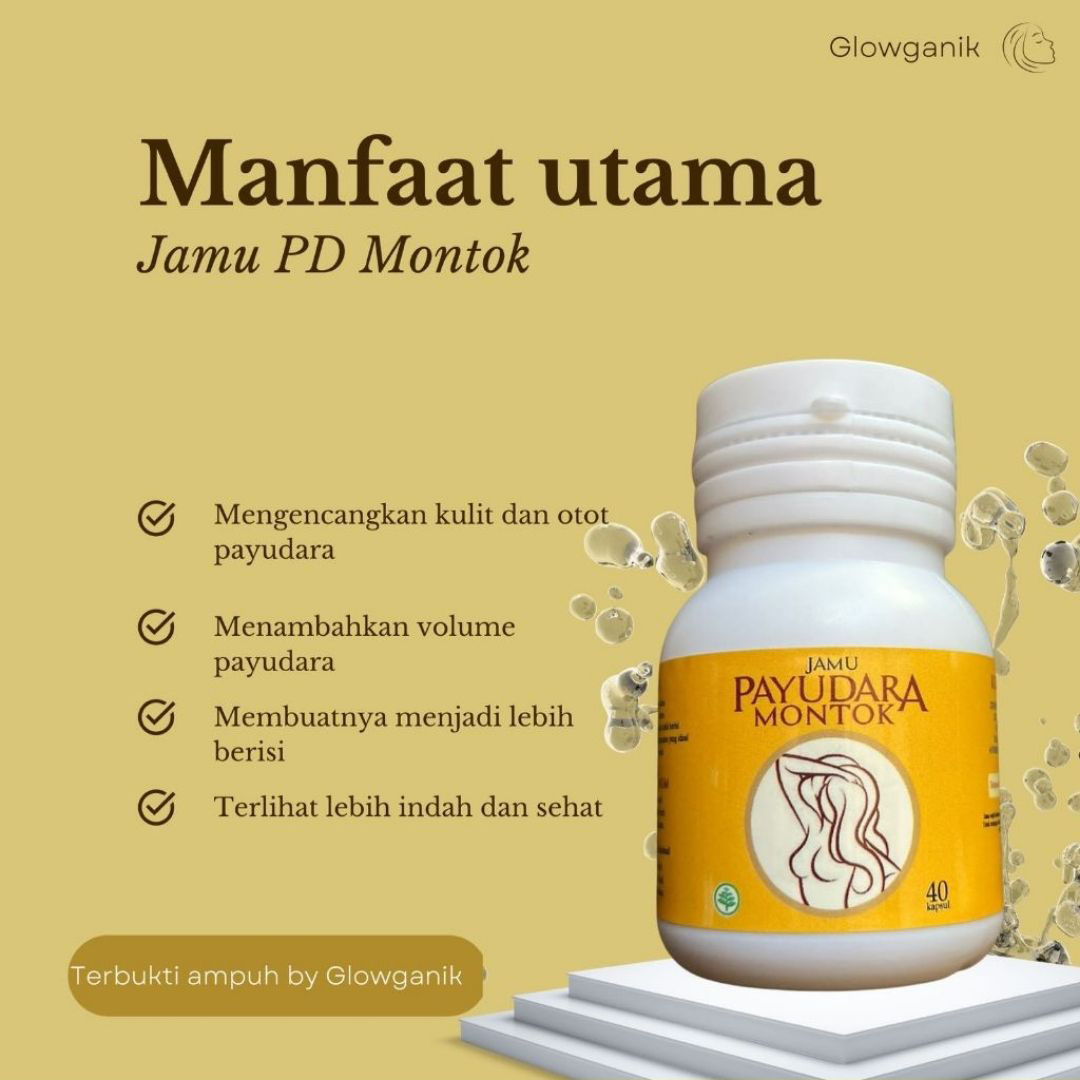 Glowganik
Manfaat utama
Jamu PD Montok
Mengencangkan kulit dan otot
payudara
Menambahkan volume
payudara
Membuatnya menjadi lebih
berisi
Terlihat lebih indah dan sehat
Terbukti ampuh by Glowganik
JAMU
PAYUDARA
MONTOK
40
kapsul